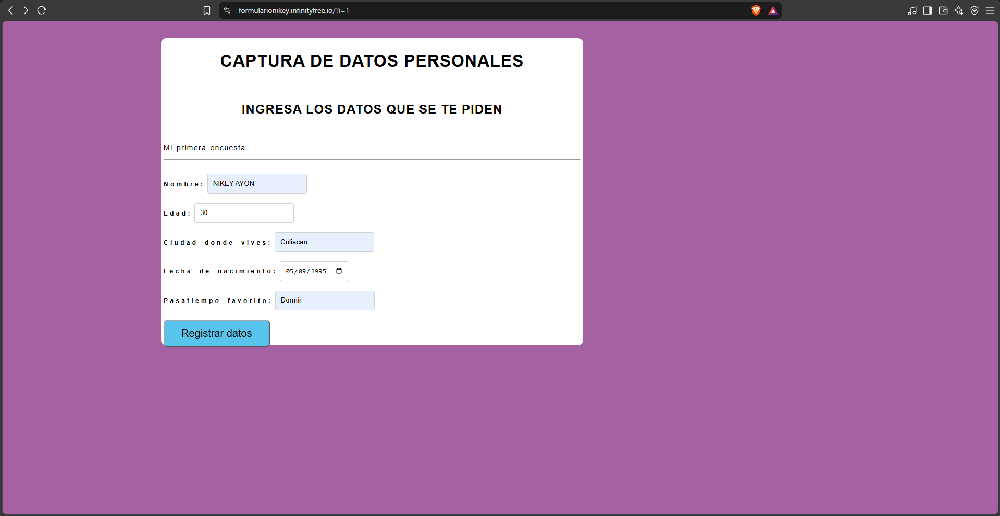 formularionikey.infinityfree.io/?i=1
CAPTURA DE DATOS PERSONALES
INGRESA LOS DATOS QUE SE TE PIDEN
Mi primera encuesta
Nombre: NIKEY AYON
Edad: 30
Ciudad donde vives: Culiacan
Fecha de nacimiento: 05/09/1995
Pasatiempo favorito: Dormir
Registrar datos